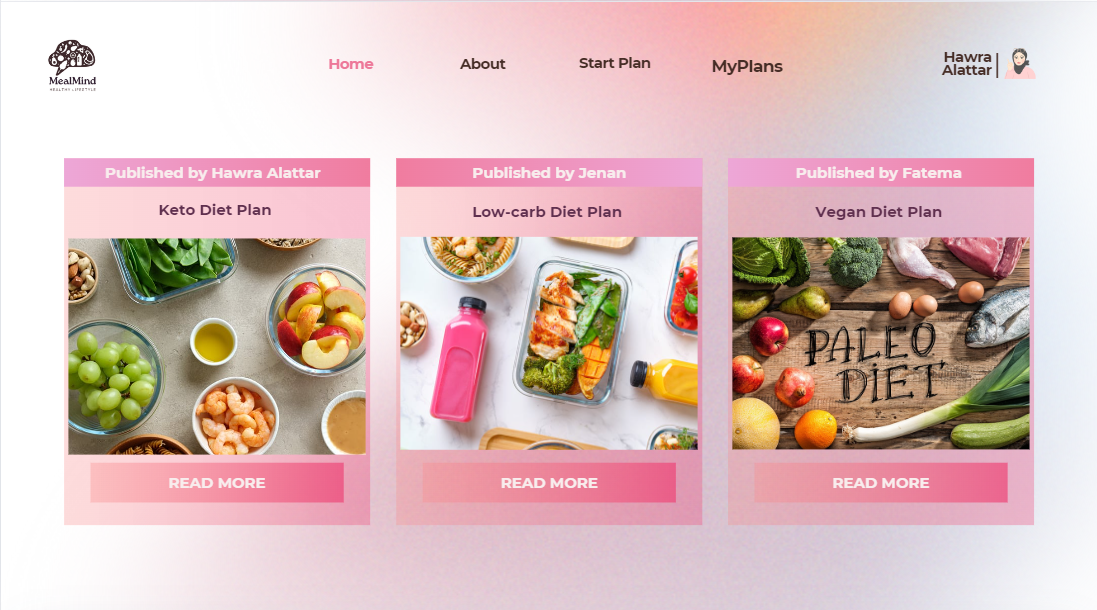 MealMind
HEALTHY LIFESTYLE
Home
About
Start Plan
MyPlans
Hawra
Alattar
Published by Hawra Alattar
Keto Diet Plan
READ MORE
Published by Jenan
Low-carb Diet Plan
READ MORE
Published by Fatema
Vegan Diet Plan
PALEO
DIET
READ MORE